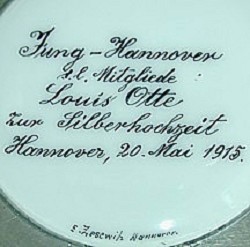 Jung-Hannover
s.l. Mitgliede
Louis Otte
zur Silberhochzeit
Hannover, 20. Mai 1915.
Hannover